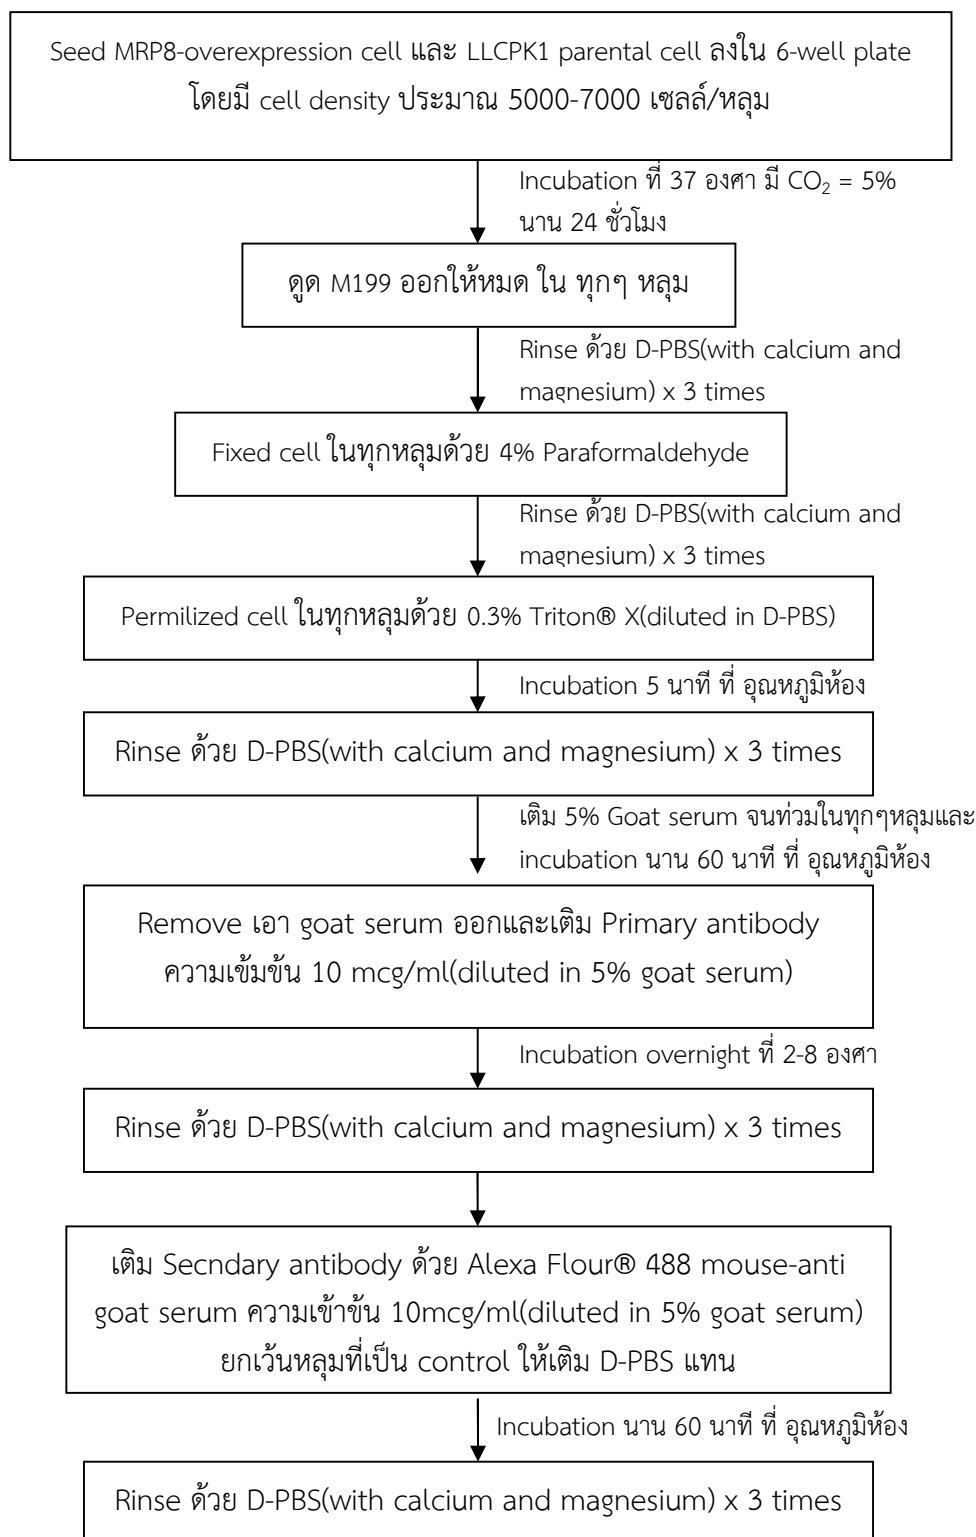 Seed MRP8-overexpression cell และ LLCPK1 parental cell ลงใน 6-well plate
โดยมี cell density ประมาณ 5000-7000 เซลล์/หลุม
Incubation ที่ 37 องศา มี CO₂ = 5%
นาน 24 ชั่วโมง
ดูด M199 ออกให้หมด ใน ทุกๆ หลุม
Rinse ด้วย D-PBS(with calcium and
magnesium) x 3 times
Fixed cell ในทุกหลุมด้วย 4% Paraformaldehyde
Rinse ด้วย D-PBS(with calcium and
magnesium) x 3 times
Permilized cell ในทุกหลุมด้วย 0.3% Triton® X(diluted in D-PBS)
Incubation 5 นาที ที่ อุณหภูมิห้อง
Rinse ด้วย D-PBS(with calcium and magnesium) x 3 times
เติม 5% Goat serum จนท่วมในทุกๆหลุมและ
incubation นาน 60 นาที ที่ อุณหภูมิห้อง
Remove เอา goat serum ออกและเติม Primary antibody
ความเข้มข้น 10 mcg/ml(diluted in 5% goat serum)
Incubation overnight ที่ 2-8 องศา
Rinse ด้วย D-PBS(with calcium and magnesium) x 3 times
เติม Secndary antibody ด้วย Alexa Flour® 488 mouse-anti
goat serum ความเข้าข้น 10mcg/ml(diluted in 5% goat serum)
ยกเว้นหลุมที่เป็น control ให้เติม D-PBS แทน
Incubation นาน 60 นาที ที่ อุณหภูมิห้อง
Rinse ด้วย D-PBS(with calcium and magnesium) x 3 times